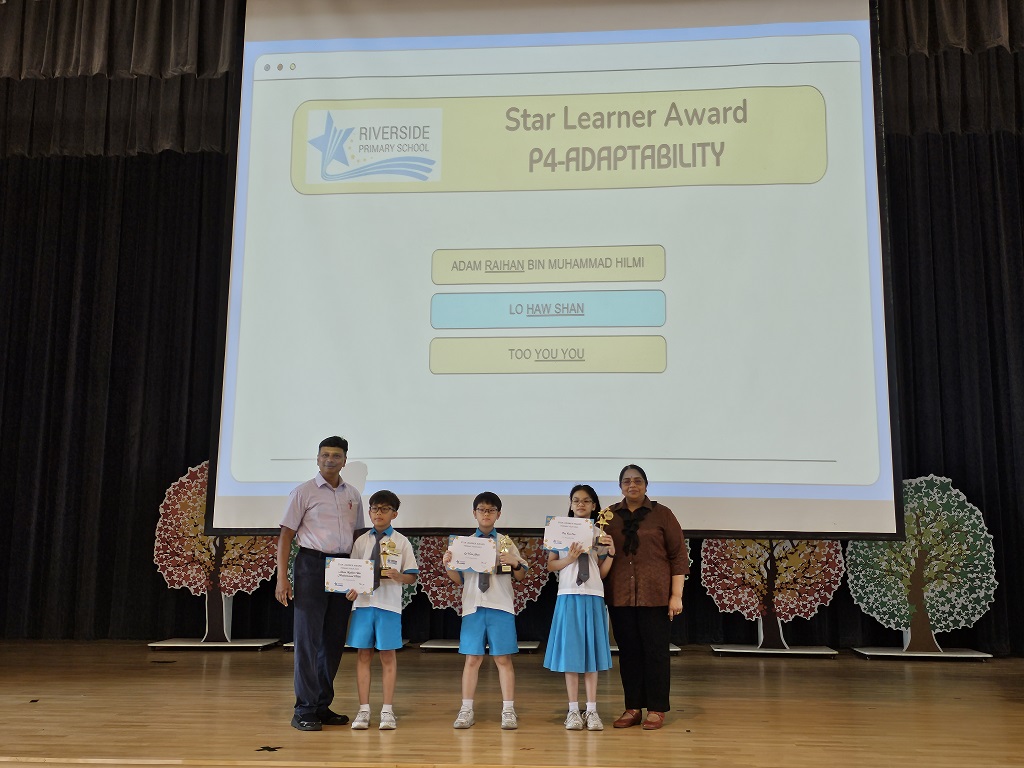 RIVERSIDE
PRIMARY SCHOOL
Star Learner Award
P4-ADAPTABILITY
ADAM RAIHAN BIN MUHAMMAD HILMI
LO HAW SHAN
TOO YOU YOU